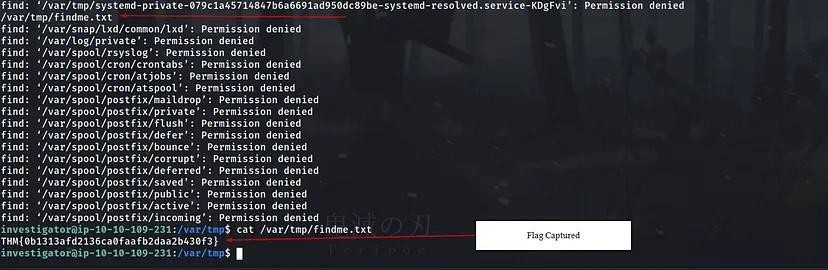 find: ‘/var/tmp/systemd-private-079c1a45714847b6a6691ad950dc89be-systemd-resolved.service-KDgFvi’: Permission denied
/var/tmp/findme.txt
find: ‘/var/snap/lxd/common/lxd’: Permission denied
find: ‘/var/log/private’: Permission denied
find: ‘/var/spool/rsyslog’: Permission denied
find: ‘/var/spool/cron/crontabs’: Permission denied
find: ‘/var/spool/cron/atjobs’: Permission denied
find: ‘/var/spool/cron/atspool’: Permission denied
find: ‘/var/spool/postfix/maildrop’: Permission denied
find: ‘/var/spool/postfix/private’: Permission denied
find: ‘/var/spool/postfix/flush’: Permission denied
find: ‘/var/spool/postfix/defer’: Permission denied
find: ‘/var/spool/postfix/bounce’: Permission denied
find: ‘/var/spool/postfix/corrupt’: Permission denied
find: ‘/var/spool/postfix/deferred’: Permission denied
find: ‘/var/spool/postfix/saved’: Permission denied
find: ‘/var/spool/postfix/public’: Permission denied
find: ‘/var/spool/postfix/active’: Permission denied
find: ‘/var/spool/postfix/incoming’: Permission denied
鬼滅の刃
investigator@ip-10-10-109-231:/var/tmp$ cat /var/tmp/findme.txt
Flag Captured
THM{0b1313afd2136ca0faafb2daa2b430f3}
investigator@ip-10-10-109-231:/var/tmp$